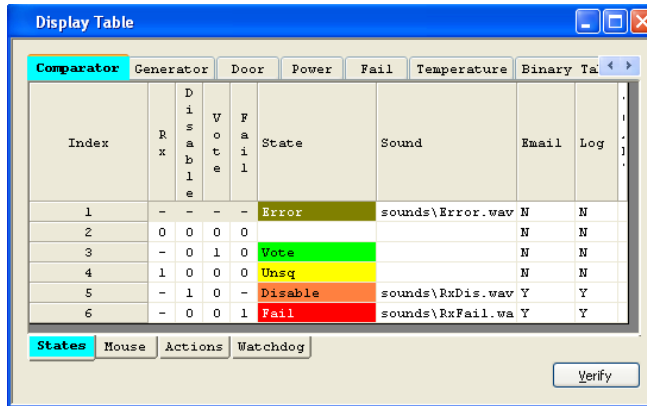 Display Table
Comparator Generator Door Power Fail Temperature Binary Ta
Index Rx Disable Vote Fail State Sound Email Log
1 - - - - Error sounds\Error.wav N N
2 0 0 0 0 N N
3 - 0 1 0 Vote N N
4 1 0 0 0 Unsq N N
5 - 1 0 - Disable sounds\RxDis.wav Y Y
6 - 0 0 1 Fail sounds\RxFail.wa Y Y
States Mouse Actions Watchdog
Verify